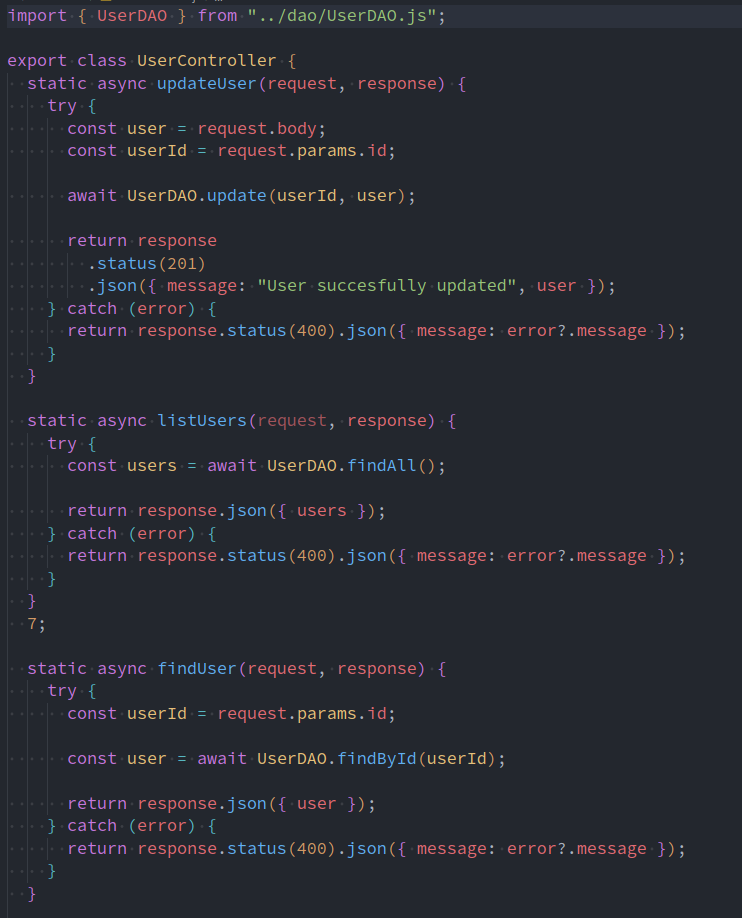 import { UserDAO } from "../dao/UserDAO.js";
export class UserController {
static async updateUser(request, response) {
try {
const user = request.body;
const userId = request.params.id;
await UserDAO.update(userId, user);
return response
.status(201)
.json({ message: "User succesfully updated", user });
} catch (error) {
return response.status(400).json({ message: error?.message });
}
}
static async listUsers(request, response) {
try {
const users = await UserDAO.findAll();
return response.json({ users });
} catch (error) {
return response.status(400).json({ message: error?.message });
}
}
7;
static async findUser(request, response) {
try {
const userId = request.params.id;
const user = await UserDAO.findById(userId);
return response.json({ user });
} catch (error) {
return response.status(400).json({ message: error?.message });
}
}